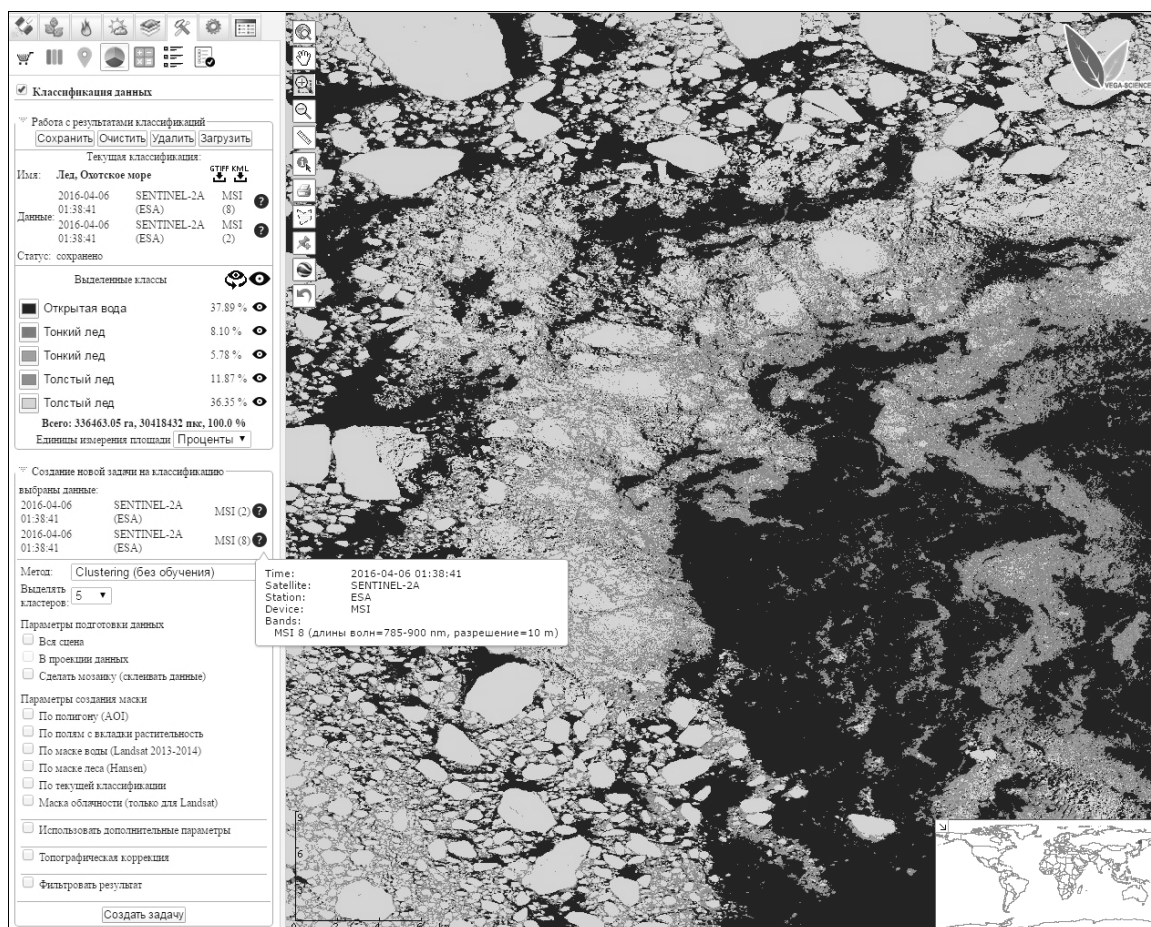 VEGA-SCIENCE
Классификация данных
Работа с результатами классификаций
Сохранить Очистить Удалить Загрузить
Текущая классификация:
Имя: Лед, Охотское море GTIFF KML
2016-04-06 01:38:41 SENTINEL-2A (ESA) MSI (8) ?
Данные:
2016-04-06 01:38:41 SENTINEL-2A (ESA) MSI (2) ?
Статус: сохранено
Выделенные классы
Открытая вода 37.89 %
Тонкий лед 8.10 %
Тонкий лед 5.78 %
Толстый лед 11.87 %
Толстый лед 36.35 %
Всего: 336463.05 га, 30418432 пкс, 100.0 %
Единицы измерения площади Проценты
Создание новой задачи на классификацию
выбраны данные:
2016-04-06 01:38:41 SENTINEL-2A (ESA) MSI (2) ?
2016-04-06 01:38:41 SENTINEL-2A (ESA) MSI (8) ?
Метод: Clustering (без обучения)
Выделять кластеров: 5
Time: 2016-04-06 01:38:41
Satellite: SENTINEL-2A
Station: ESA
Device: MSI
Bands:
MSI 8 (длины волн=785-900 nm, разрешение=10 m)
Параметры подготовки данных
Вся сцена
В проекции данных
Сделать мозаику (склеивать данные)
Параметры создания маски
По полигону (AOI)
По полям с вкладки растительность
По маске воды (Landsat 2013-2014)
По маске леса (Hansen)
По текущей классификации
Маска облачности (только для Landsat)
Использовать дополнительные параметры
Топографическая коррекция
Фильтровать результат
Создать задачу
9
6